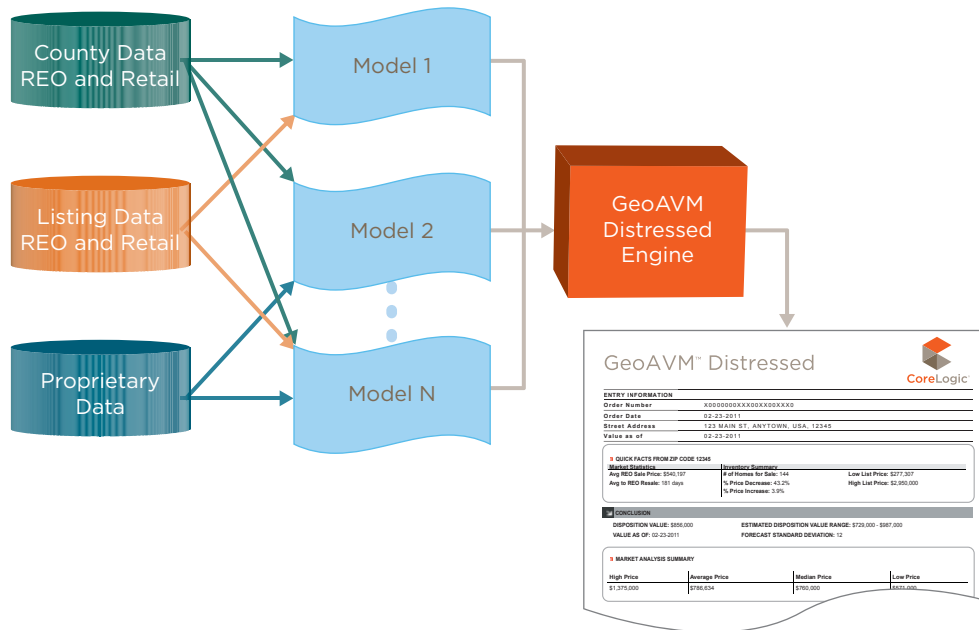 County Data
REO and Retail
Model 1
Listing Data
REO and Retail
Model 2
Proprietary
Data
Model N
GeoAVM
Distressed
Engine
GeoAVM™ Distressed
CoreLogic
ENTRY INFORMATION
Order Number X0000000XXX00XX00XXX0
Order Date 02-23-2011
Street Address 123 MAIN ST, ANYTOWN, USA, 12345
Value as of 02-23-2011
QUICK FACTS FROM ZIP CODE 12345
Market Statistics Inventory Summary
Avg REO Sale Price: $540,197 # of Homes for Sale: 144 Low List Price: $277,307
Avg to REO Resale: 181 days % Price Decrease: 43.2% High List Price: $2,950,000
% Price Increase: 3.9%
CONCLUSION
DISPOSITION VALUE: $856,000 ESTIMATED DISPOSITION VALUE RANGE: $729,000 - $987,000
VALUE AS OF: 02-23-2011 FORECAST STANDARD DEVIATION: 12
MARKET ANALYSIS SUMMARY
High Price Average Price Median Price Low Price
$1,375,000 $786,634 $760,000